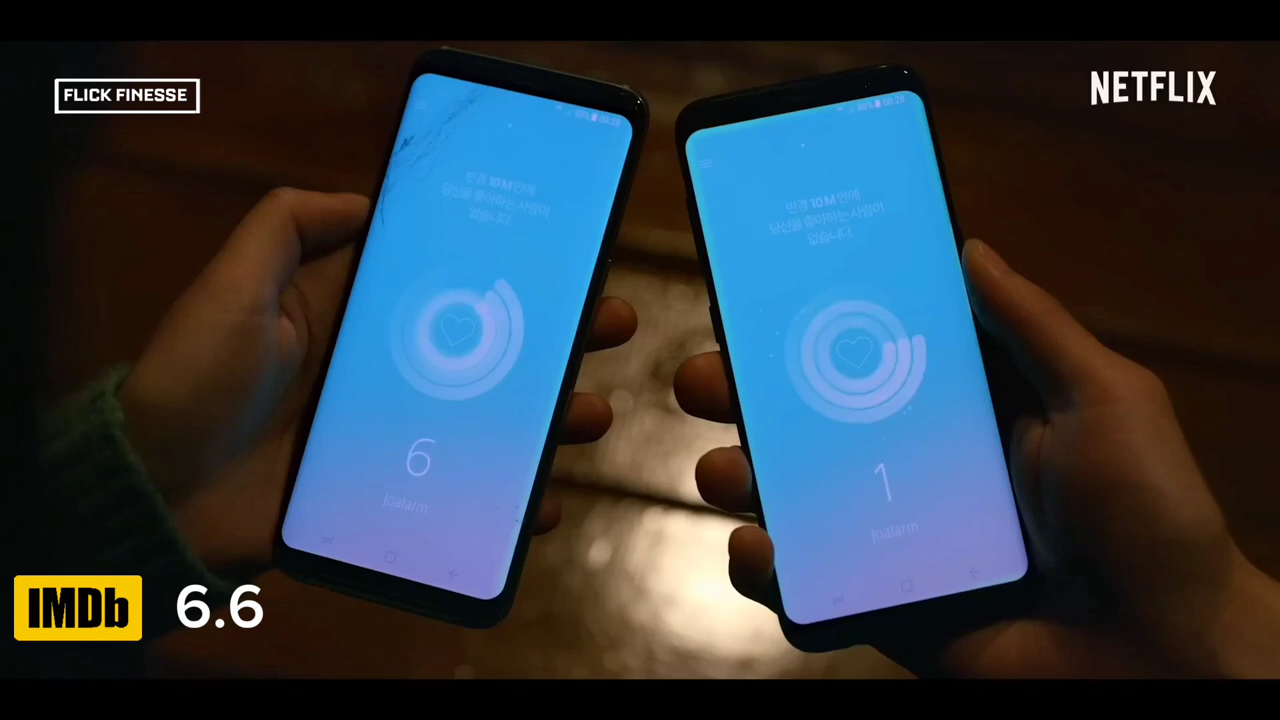 FLICK FINESSE
NETFLIX
반경 10M 안에
당신을 좋아하는 사람이
없습니다.
6
Joalarm
반경 10M 안에
당신을 좋아하는 사람이
없습니다.
1
Joalarm
IMDb 6.6